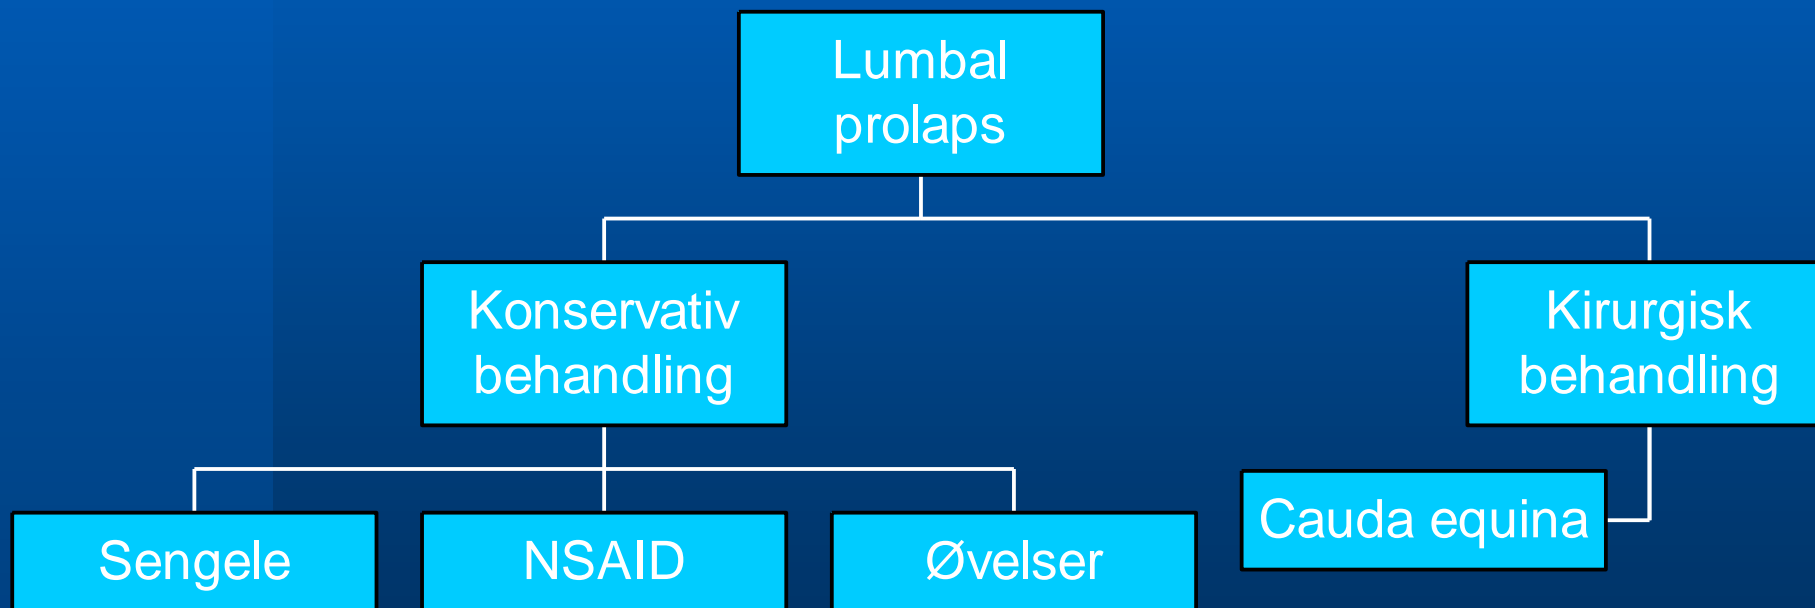 Lumbal
prolaps
Konservativ
behandling
Kirurgisk
behandling
Cauda equina
Sengele
NSAID
Øvelser